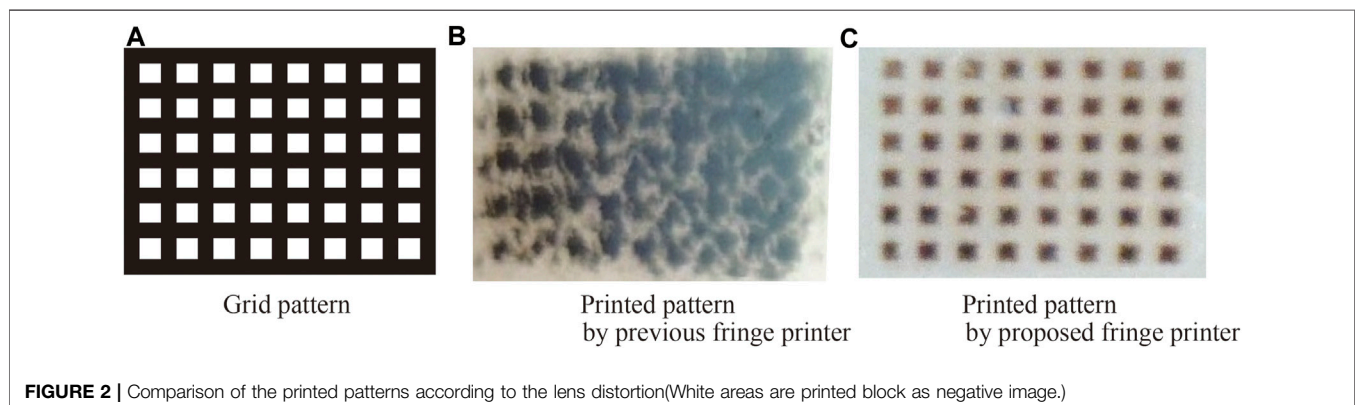 A
B
C
Grid pattern
Printed pattern
by previous fringe printer
Printed pattern
by proposed fringe printer
FIGURE 2 | Comparison of the printed patterns according to the lens distortion(White areas are printed block as negative image.)